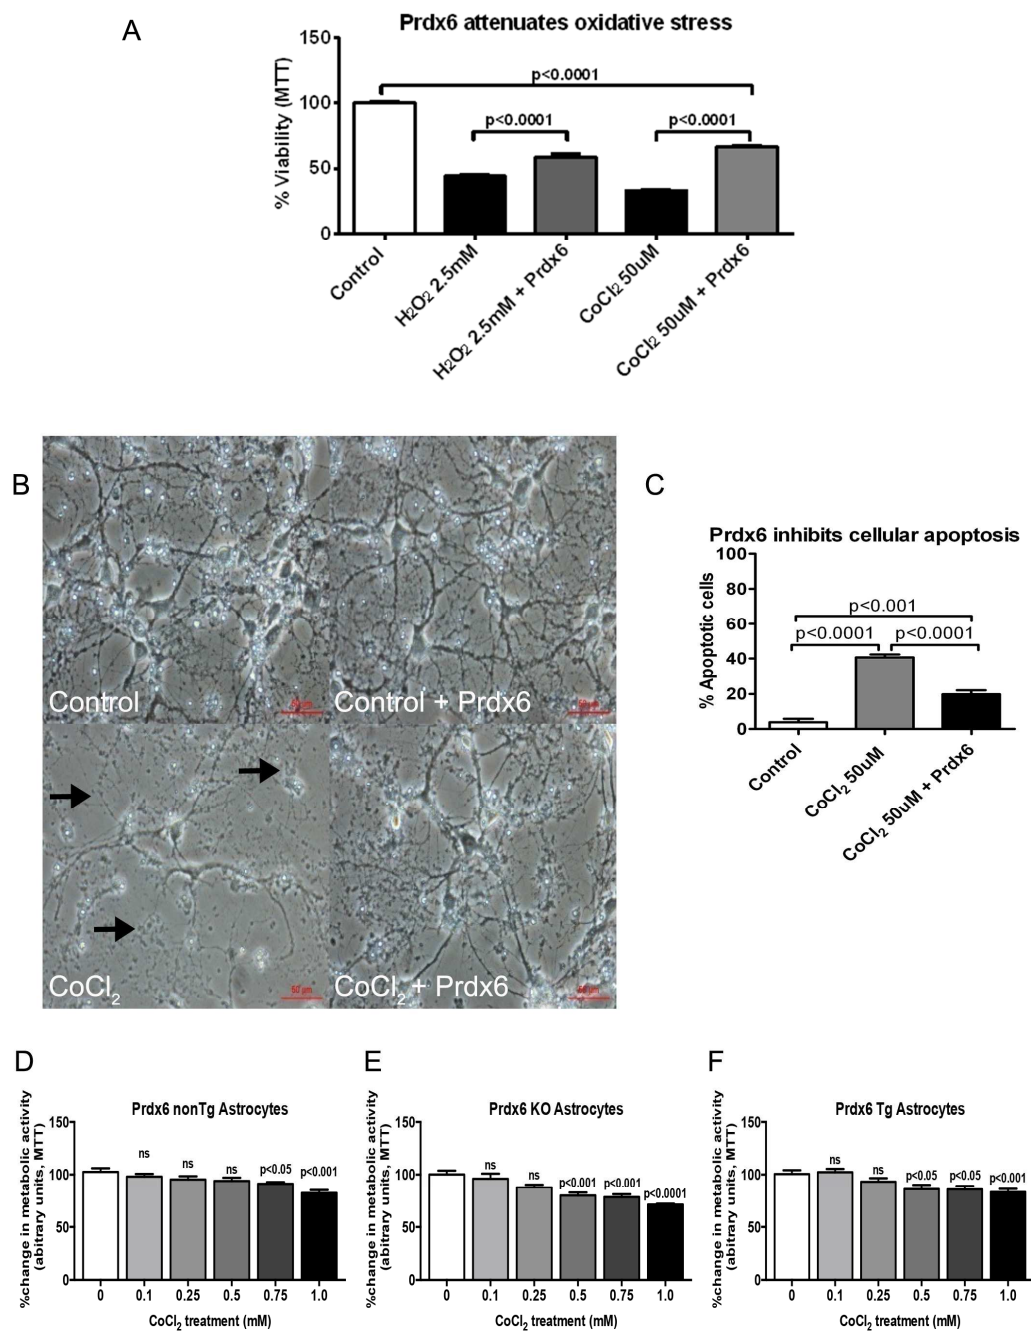 A
Prdx6 attenuates oxidative stress
% Viability (MTT)
150
100
50
0
p<0.0001
p<0.0001
p<0.0001
Control
H₂O₂ 2.5mM
H₂O₂ 2.5mM + Prdx6
CoCl₂ 50uM
CoCl₂ 50uM + Prdx6
B
Control
Control + Prdx6
CoCl₂
50 µm
CoCl₂ + Prdx6
C
Prdx6 inhibits cellular apoptosis
% Apoptotic cells
100
80
60
40
20
0
p<0.001
p<0.0001
p<0.0001
Control
CoCl₂ 50uM
CoCl₂ 50uM + Prdx6
D
Prdx6 nonTg Astrocytes
%change in metabolic activity
(abitrary units, MTT)
150
100
50
0
ns
ns
ns
p<0.05
p<0.001
0 0.1 0.25 0.5 0.75 1.0
CoCl₂ treatment (mM)
E
Prdx6 KO Astrocytes
%change in metabolic activity
(abitrary units, MTT)
150
100
50
0
ns
ns
p<0.001
p<0.001
p<0.0001
0 0.1 0.25 0.5 0.75 1.0
CoCl₂ treatment (mM)
F
Prdx6 Tg Astrocytes
%change in metabolic activity
(abitrary units, MTT)
150
100
50
0
ns
ns
p<0.05
p<0.05
p<0.001
0 0.1 0.25 0.5 0.75 1.0
CoCl₂ treatment (mM)